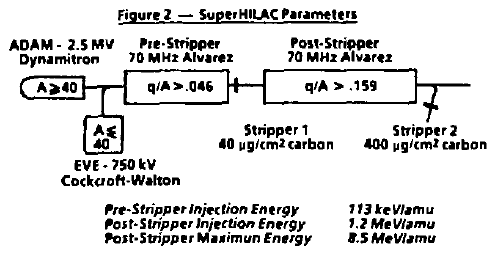 Figure 2 — SuperHILAC Parameters
ADAM - 2.5 MV
Dynamitron
Pre-Stripper
70 MHz Alvarez
Post-Stripper
70 MHz Alvarez
A⩾40
q/A >.046
q/A > .159
A⩽
40
EVE - 750 kV
Cockcroft-Walton
Stripper 1
40 µg/cm² carbon
Stripper 2
400 µg/cm² carbon
Pre-Stripper Injection Energy 113 keV/amu
Post-Stripper Injection Energy 1.2 MeV/amu
Post-Stripper Maximun Energy 8.5 MeV/amu